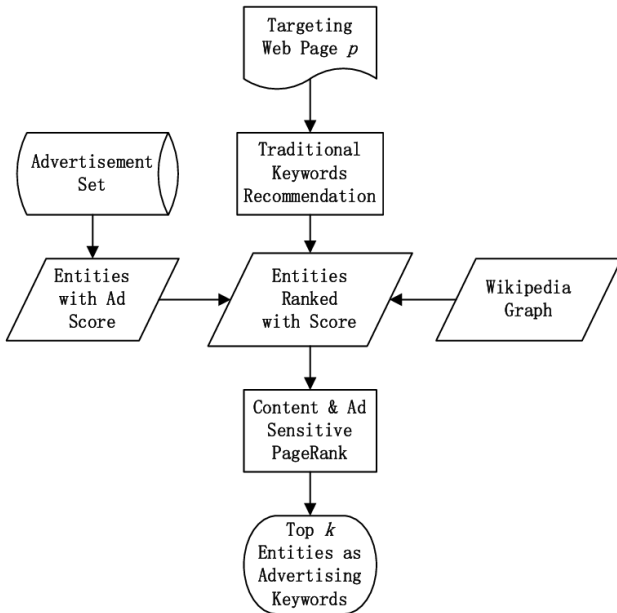 Targeting
Web Page p
Advertisement
Set
Traditional
Keywords
Recommendation
Entities
with Ad
Score
Entities
Ranked
with Score
Wikipedia
Graph
Content & Ad
Sensitive
PageRank
Top k
Entities as
Advertising
Keywords